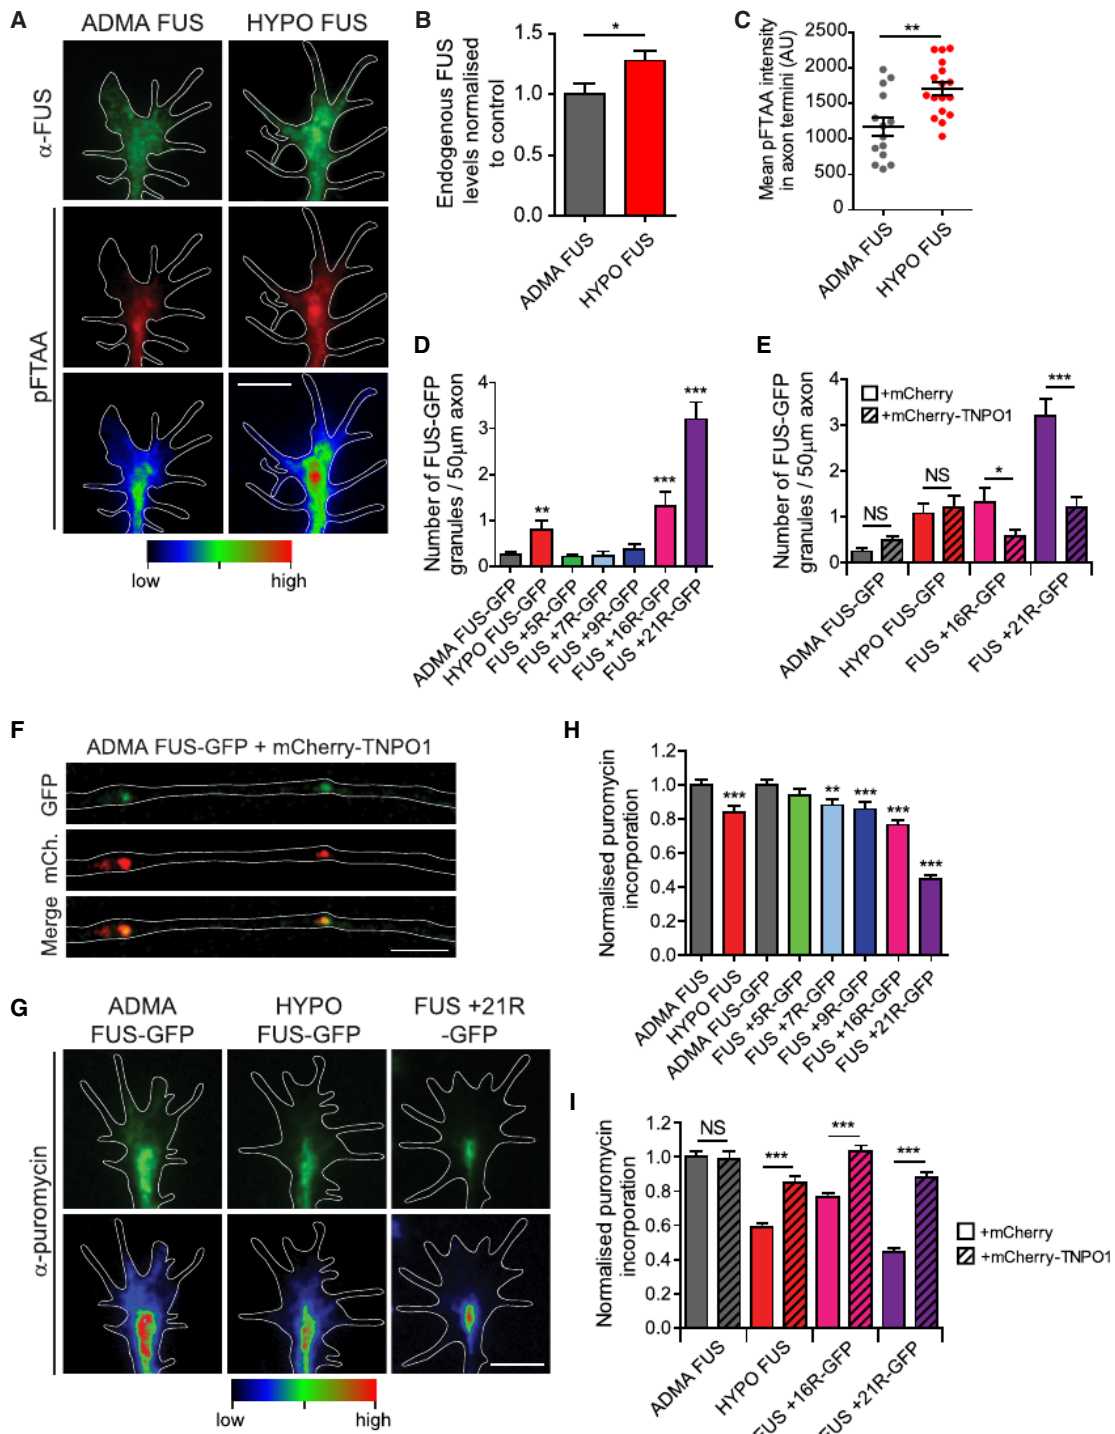 A
ADMA FUS
HYPO FUS
α-FUS
pFTAA
low
high
B
Endogenous FUS
levels normalised
to control
1.5
1.0
0.5
0.0
*
ADMA FUS
HYPO FUS
C
Mean pFTAA intensity
in axon termini (AU)
2500
2000
1500
1000
500
0
**
ADMA FUS
HYPO FUS
D
Number of FUS-GFP
granules / 50μm axon
4
3
2
1
0
**
***
***
ADMA FUS-GFP
HYPO FUS-GFP
FUS +5R-GFP
FUS +7R-GFP
FUS +9R-GFP
FUS +16R-GFP
FUS +21R-GFP
E
Number of FUS-GFP
granules / 50μm axon
4
3
2
1
0
+mCherry
+mCherry-TNPO1
NS
NS
*
***
ADMA FUS-GFP
HYPO FUS-GFP
FUS +16R-GFP
FUS +21R-GFP
F
ADMA FUS-GFP + mCherry-TNPO1
GFP
mCh.
Merge
G
ADMA
FUS-GFP
HYPO
FUS-GFP
FUS +21R
-GFP
α-puromycin
low
high
H
Normalised puromycin
incorporation
1.2
1.0
0.8
0.6
0.4
0.2
0.0
***
**
***
***
***
ADMA FUS
HYPO FUS
ADMA FUS-GFP
FUS +5R-GFP
FUS +7R-GFP
FUS +9R-GFP
FUS +16R-GFP
FUS +21R-GFP
I
Normalised puromycin
incorporation
1.2
1.0
0.8
0.6
0.4
0.2
0.0
NS
***
***
***
+mCherry
+mCherry-TNPO1
ADMA FUS
HYPO FUS
FUS +16R-GFP
FUS +21R-GFP